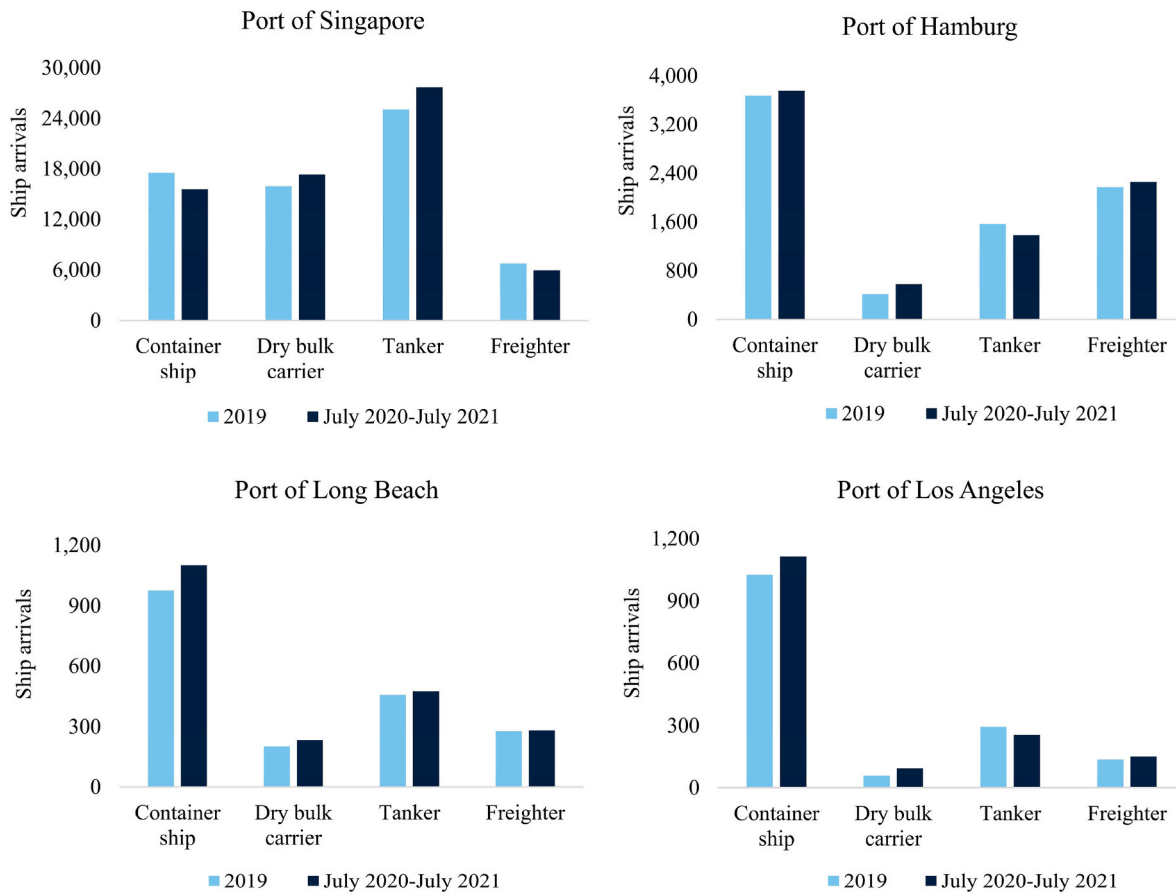 Port of Singapore
Ship arrivals
30,000
24,000
18,000
12,000
6,000
0
Container
ship
Dry bulk
carrier
Tanker
Freighter
2019
July 2020-July 2021
Port of Hamburg
Ship arrivals
4,000
3,200
2,400
1,600
800
0
Container
ship
Dry bulk
carrier
Tanker
Freighter
2019
July 2020-July 2021
Port of Long Beach
Ship arrivals
1,200
900
600
300
0
Container
ship
Dry bulk
carrier
Tanker
Freighter
2019
July 2020-July 2021
Port of Los Angeles
Ship arrivals
1,200
900
600
300
0
Container
ship
Dry bulk
carrier
Tanker
Freighter
2019
July 2020-July 2021